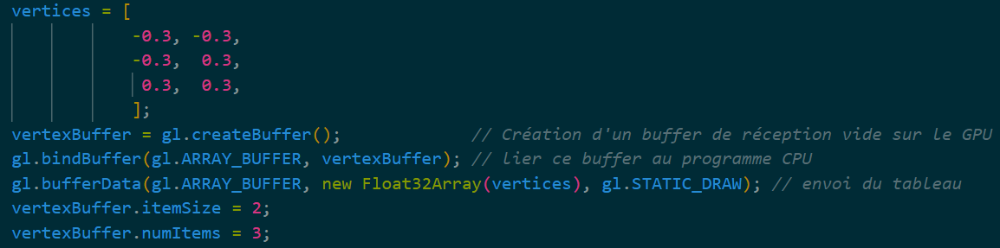 vertices = [
-0.3, -0.3,
-0.3,  0.3,
0.3,  0.3,
];
vertexBuffer = gl.createBuffer();             // Création d'un buffer de réception vide sur le GPU
gl.bindBuffer(gl.ARRAY_BUFFER, vertexBuffer); // lier ce buffer au programme CPU
gl.bufferData(gl.ARRAY_BUFFER, new Float32Array(vertices), gl.STATIC_DRAW); // envoi du tableau
vertexBuffer.itemSize = 2;
vertexBuffer.numItems = 3;